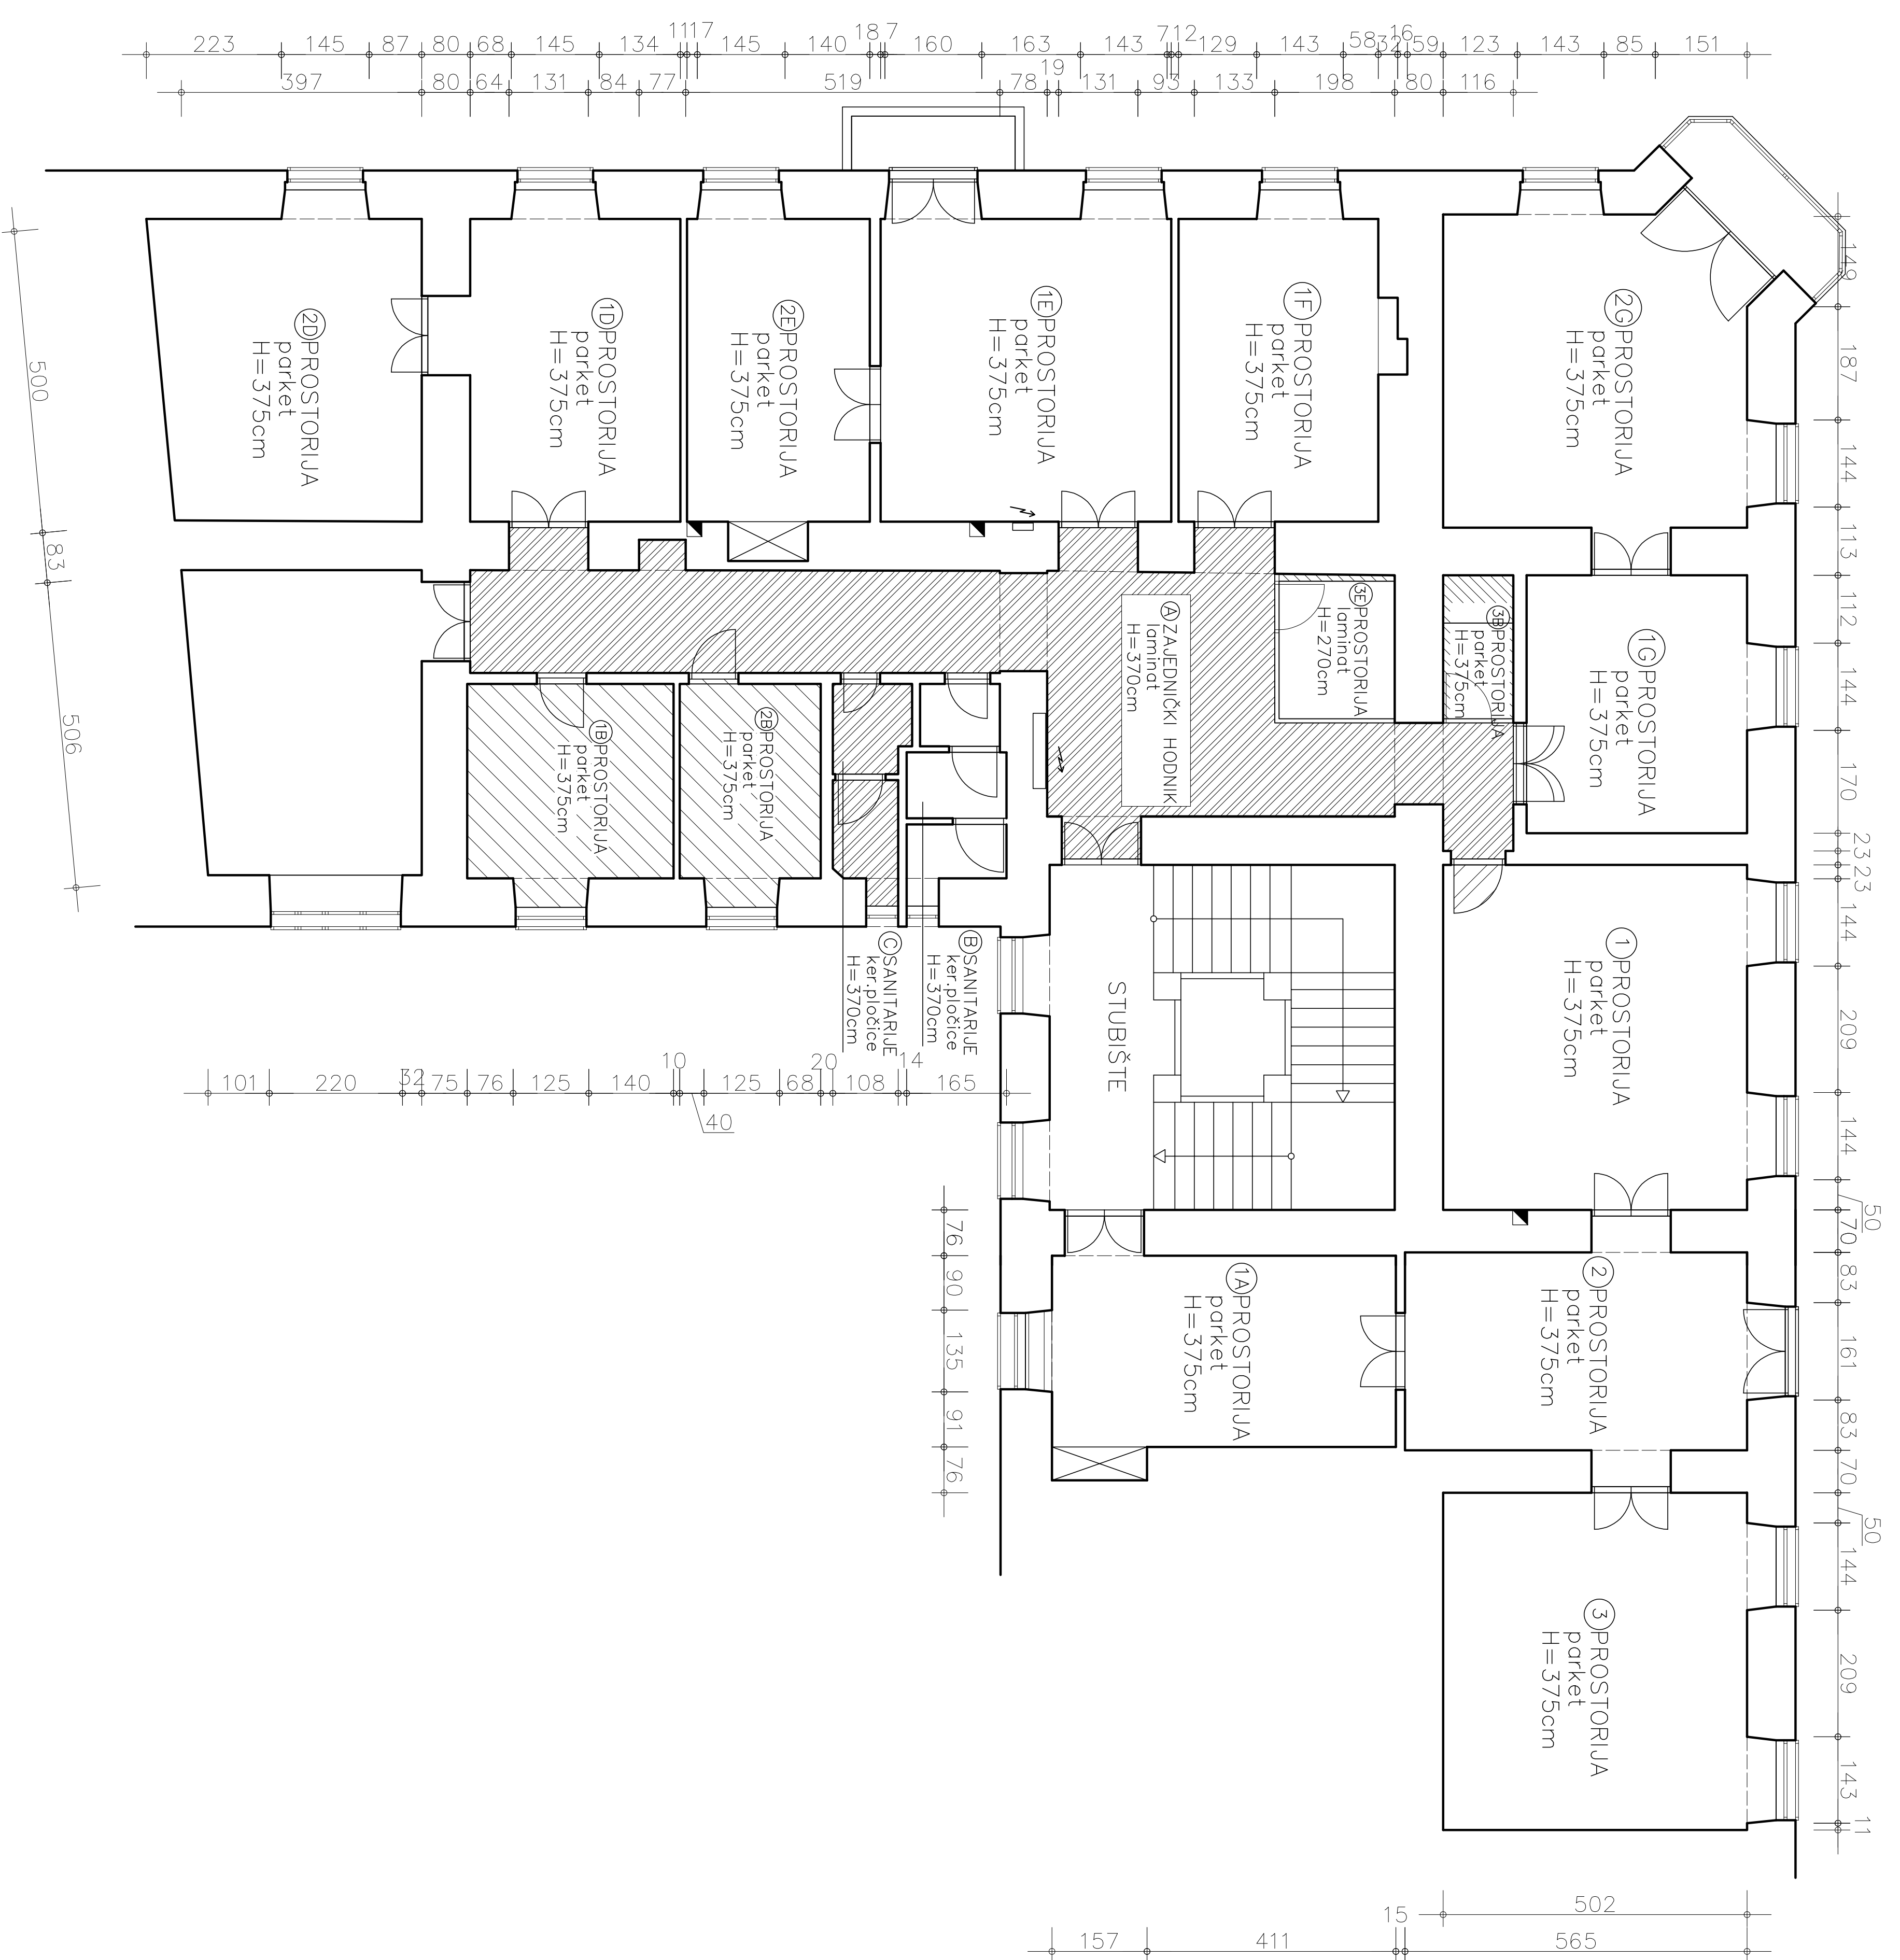 223 145 87 80 68 145 134 11 17 145 140 18 7 160 163 143 7 12 129 143 58 32 16 59 123 143 85 151
397 80 64 131 84 77 519 78 19 131 93 133 198 80 116
2D PROSTORIJA
parket
H=375cm
1D PROSTORIJA
parket
H=375cm
2E PROSTORIJA
parket
H=375cm
1E PROSTORIJA
parket
H=375cm
1F PROSTORIJA
parket
H=375cm
2G PROSTORIJA
parket
H=375cm
1G PROSTORIJA
parket
H=375cm
3E PROSTORIJA
laminat
H=270cm
3B PROSTORIJA
parket
H=375cm
A ZAJEDNIČKI HODNIK
laminat
H=370cm
1B PROSTORIJA
parket
H=375cm
2B PROSTORIJA
parket
H=375cm
C SANITARIJE
ker.pločice
H=370cm
B SANITARIJE
ker.pločice
H=370cm
STUBIŠTE
1 PROSTORIJA
parket
H=375cm
1A PROSTORIJA
parket
H=375cm
2 PROSTORIJA
parket
H=375cm
3 PROSTORIJA
parket
H=375cm
500 83 506
101 220 32 75 76 125 140 10 40 125 68 20 108 14 165
76 90 135 91 76
149 187 144 113 112 144 170 23 23 144 209 144 50 70 83 161 83 70 50 144 209 143 11
502
157 411 15 565